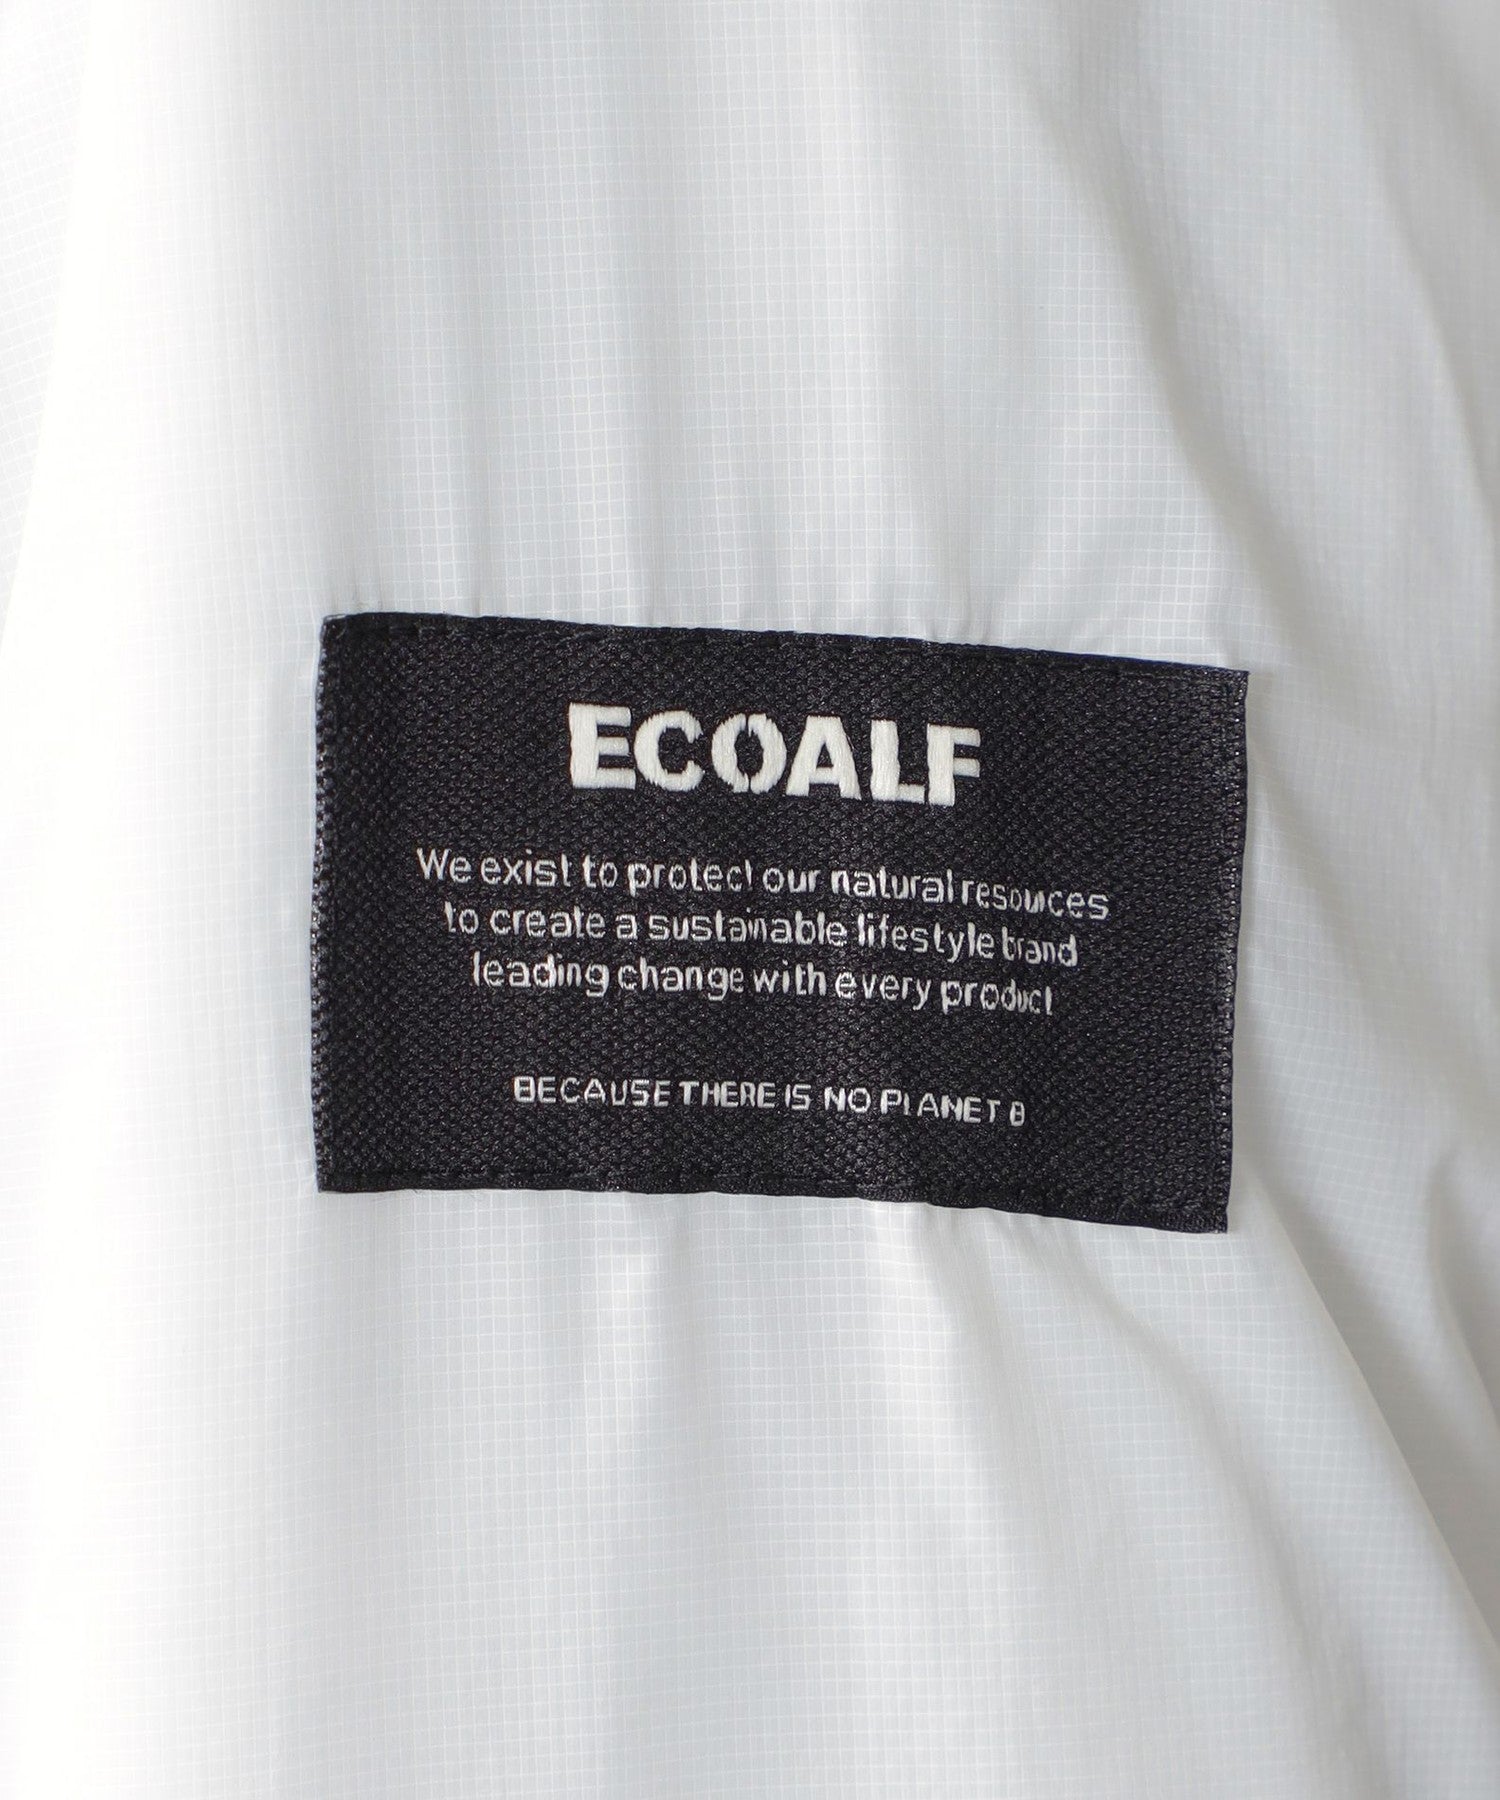 ECOALF
We exist to protect our natural resouces
to create a sustainable lifestyle brand
leading change with every product
BECAUSE THERE IS NO PLANET B